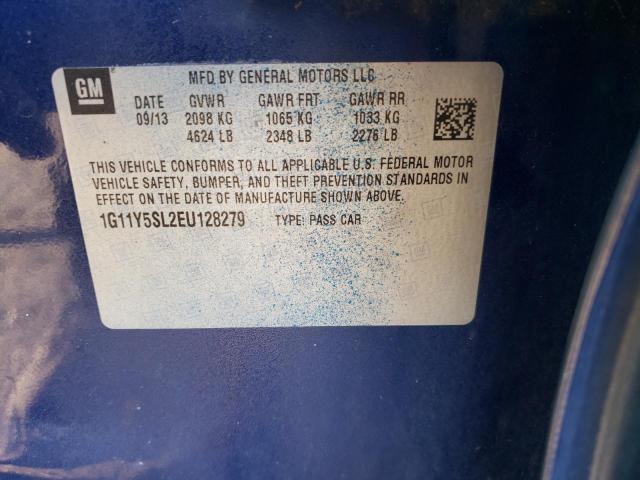 GM
MFD BY GENERAL MOTORS LLC
DATE GVWR GAWR FRT GAWR RR
09/13 2098 KG 1065 KG 1033 KG
4624 LB 2348 LB 2276 LB
THIS VEHICLE CONFORMS TO ALL APPLICABLE U.S. FEDERAL MOTOR
VEHICLE SAFETY, BUMPER, AND THEFT PREVENTION STANDARDS IN
EFFECT ON THE DATE OF MANUFACTURE SHOWN ABOVE.
1G11Y5SL2EU128279 TYPE: PASS CAR